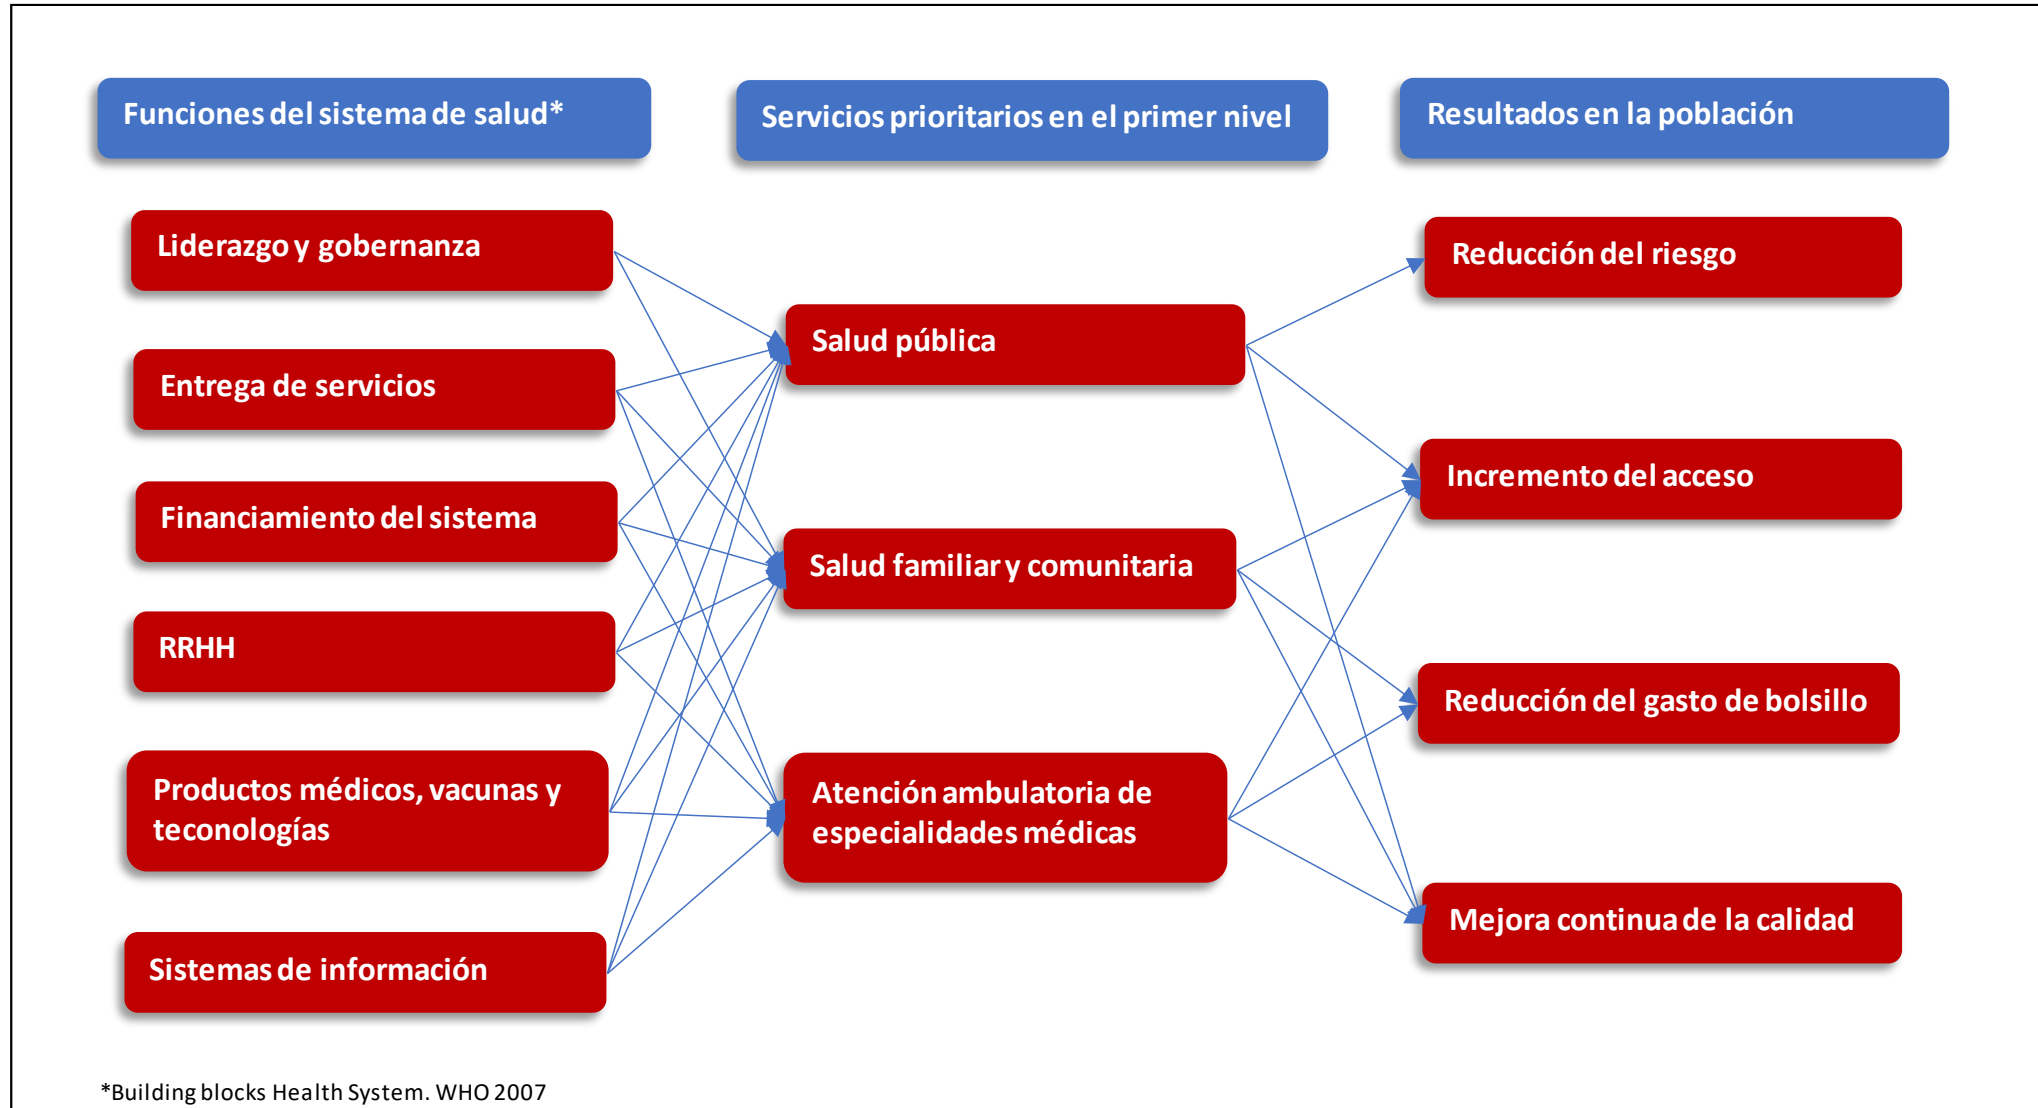 Funciones del sistema de salud*
Servicios prioritarios en el primer nivel
Resultados en la población
Liderazgo y gobernanza
Entrega de servicios
Financiamiento del sistema
RRHH
Productos médicos, vacunas y
teconologías
Sistemas de información
Salud pública
Salud familiar y comunitaria
Atención ambulatoria de
especialidades médicas
Reducción del riesgo
Incremento del acceso
Reducción del gasto de bolsillo
Mejora continua de la calidad
*Building blocks Health System. WHO 2007